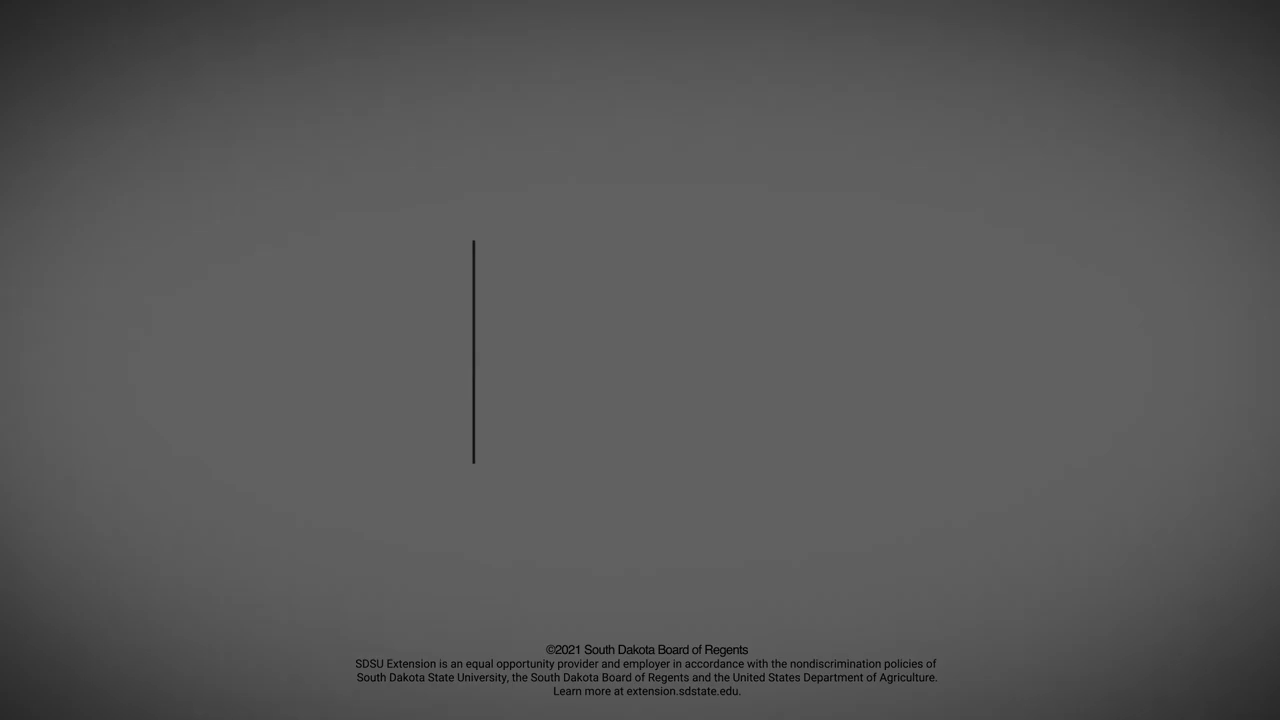 ©2021 South Dakota Board of Regents
SDSU Extension is an equal opportunity provider and employer in accordance with the nondiscrimination policies of
South Dakota State University, the South Dakota Board of Regents and the United States Department of Agriculture.
Learn more at extension.sdstate.edu.